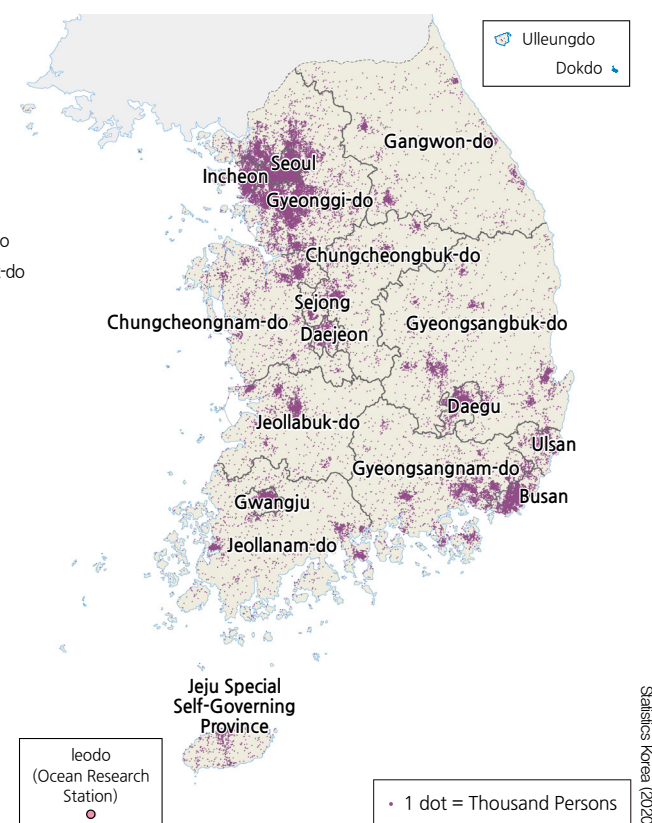 Ulleungdo
Dokdo
Gangwon-do
Seoul
Incheon
Gyeonggi-do
o
Chungcheongbuk-do
-do
Sejong
Chungcheongnam-do
Gyeongsangbuk-do
Daejeon
Daegu
Jeollabuk-do
Ulsan
Gyeongsangnam-do
Busan
Gwangju
Jeollanam-do
Jeju Special
Self-Governing
Province
Ieodo
(Ocean Research
Station)
1 dot = Thousand Persons
Statistics Korea (2020